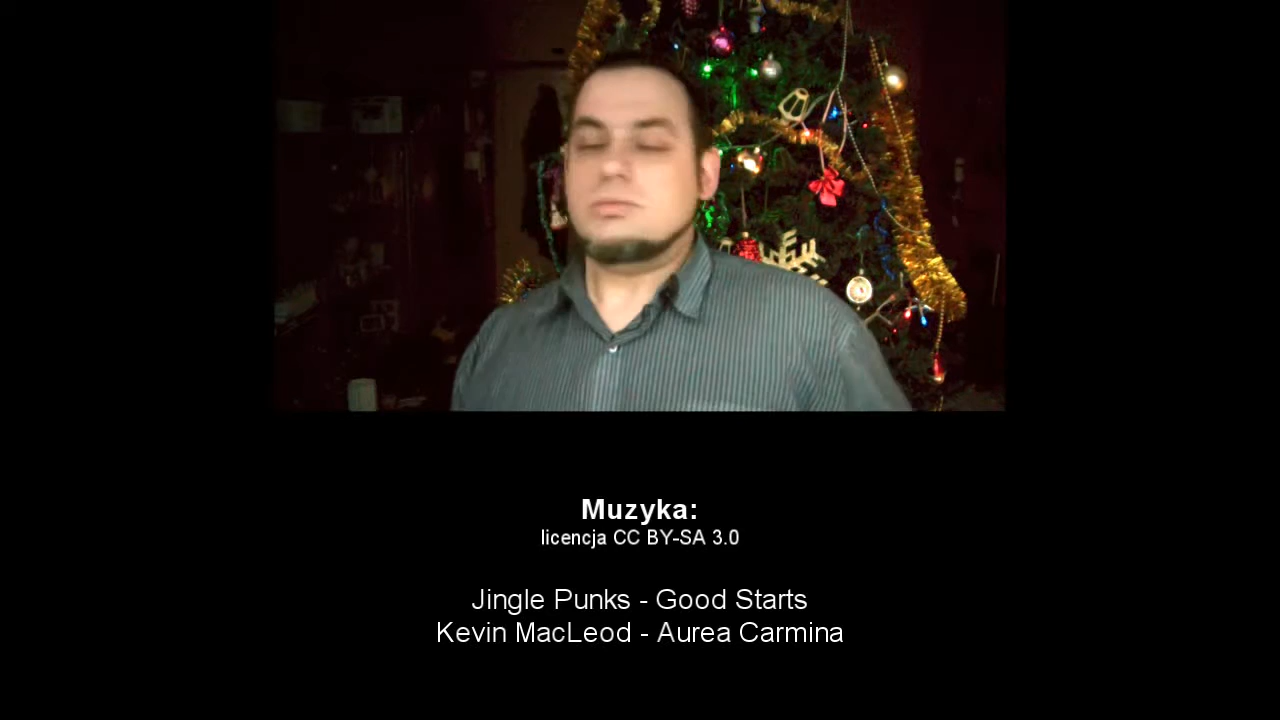 Muzyka:
licencja CC BY-SA 3.0
Jingle Punks - Good Starts
Kevin MacLeod - Aurea Carmina